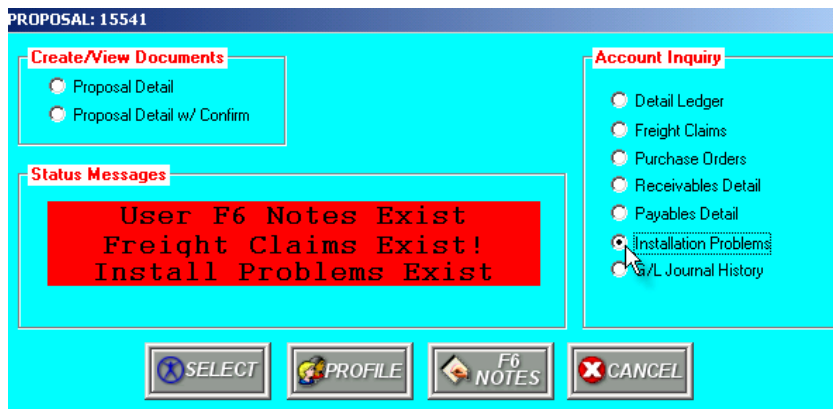 PROPOSAL: 15541
Create/View Documents
Proposal Detail
Proposal Detail w/ Confirm
Status Messages
User F6 Notes Exist
Freight Claims Exist!
Install Problems Exist
Account Inquiry
Detail Ledger
Freight Claims
Purchase Orders
Receivables Detail
Payables Detail
Installation Problems
G/L Journal History
SELECT
PROFILE
F6
NOTES
CANCEL